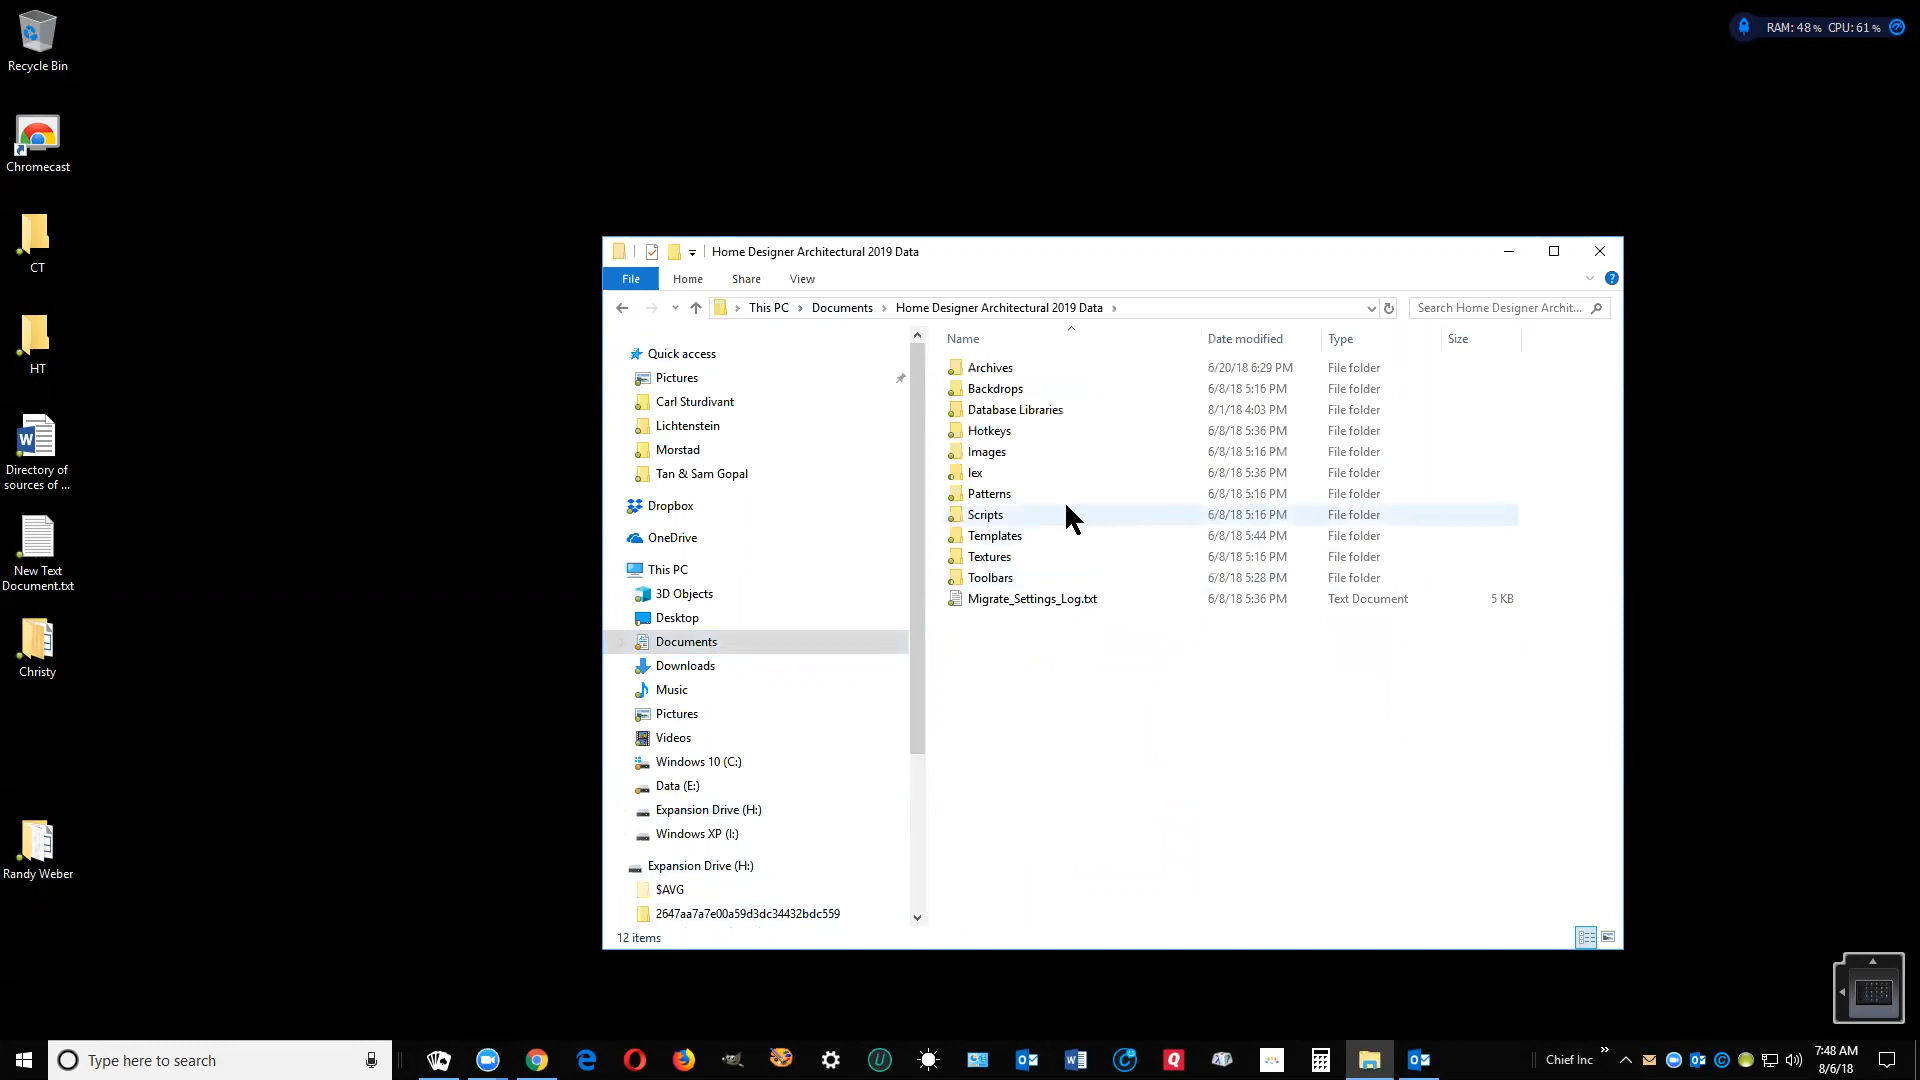 Recycle Bin
Chromecast
CT
HT
Directory of
sources of ...
New Text
Document.txt
Christy
Randy Weber
RAM: 48 % CPU: 61 %
Home Designer Architectural 2019 Data
File Home Share View
This PC Documents Home Designer Architectural 2019 Data
Search Home Designer Archit...
Quick access
Pictures
Carl Sturdivant
Lichtenstein
Morstad
Tan & Sam Gopal
Dropbox
OneDrive
This PC
3D Objects
Desktop
Documents
Downloads
Music
Pictures
Videos
Windows 10 (C:)
Data (E:)
Expansion Drive (H:)
Windows XP (I:)
Expansion Drive (H:)
$AVG
2647aa7a7e00a59d3dc34432bdc559
Name Date modified Type Size
Archives 6/20/18 6:29 PM File folder
Backdrops 6/8/18 5:16 PM File folder
Database Libraries 8/1/18 4:03 PM File folder
Hotkeys 6/8/18 5:36 PM File folder
Images 6/8/18 5:16 PM File folder
lex 6/8/18 5:36 PM File folder
Patterns 6/8/18 5:16 PM File folder
Scripts 6/8/18 5:16 PM File folder
Templates 6/8/18 5:44 PM File folder
Textures 6/8/18 5:16 PM File folder
Toolbars 6/8/18 5:28 PM File folder
Migrate_Settings_Log.txt 6/8/18 5:36 PM Text Document 5 KB
12 items
Type here to search
Chief Inc
7:48 AM
8/6/18